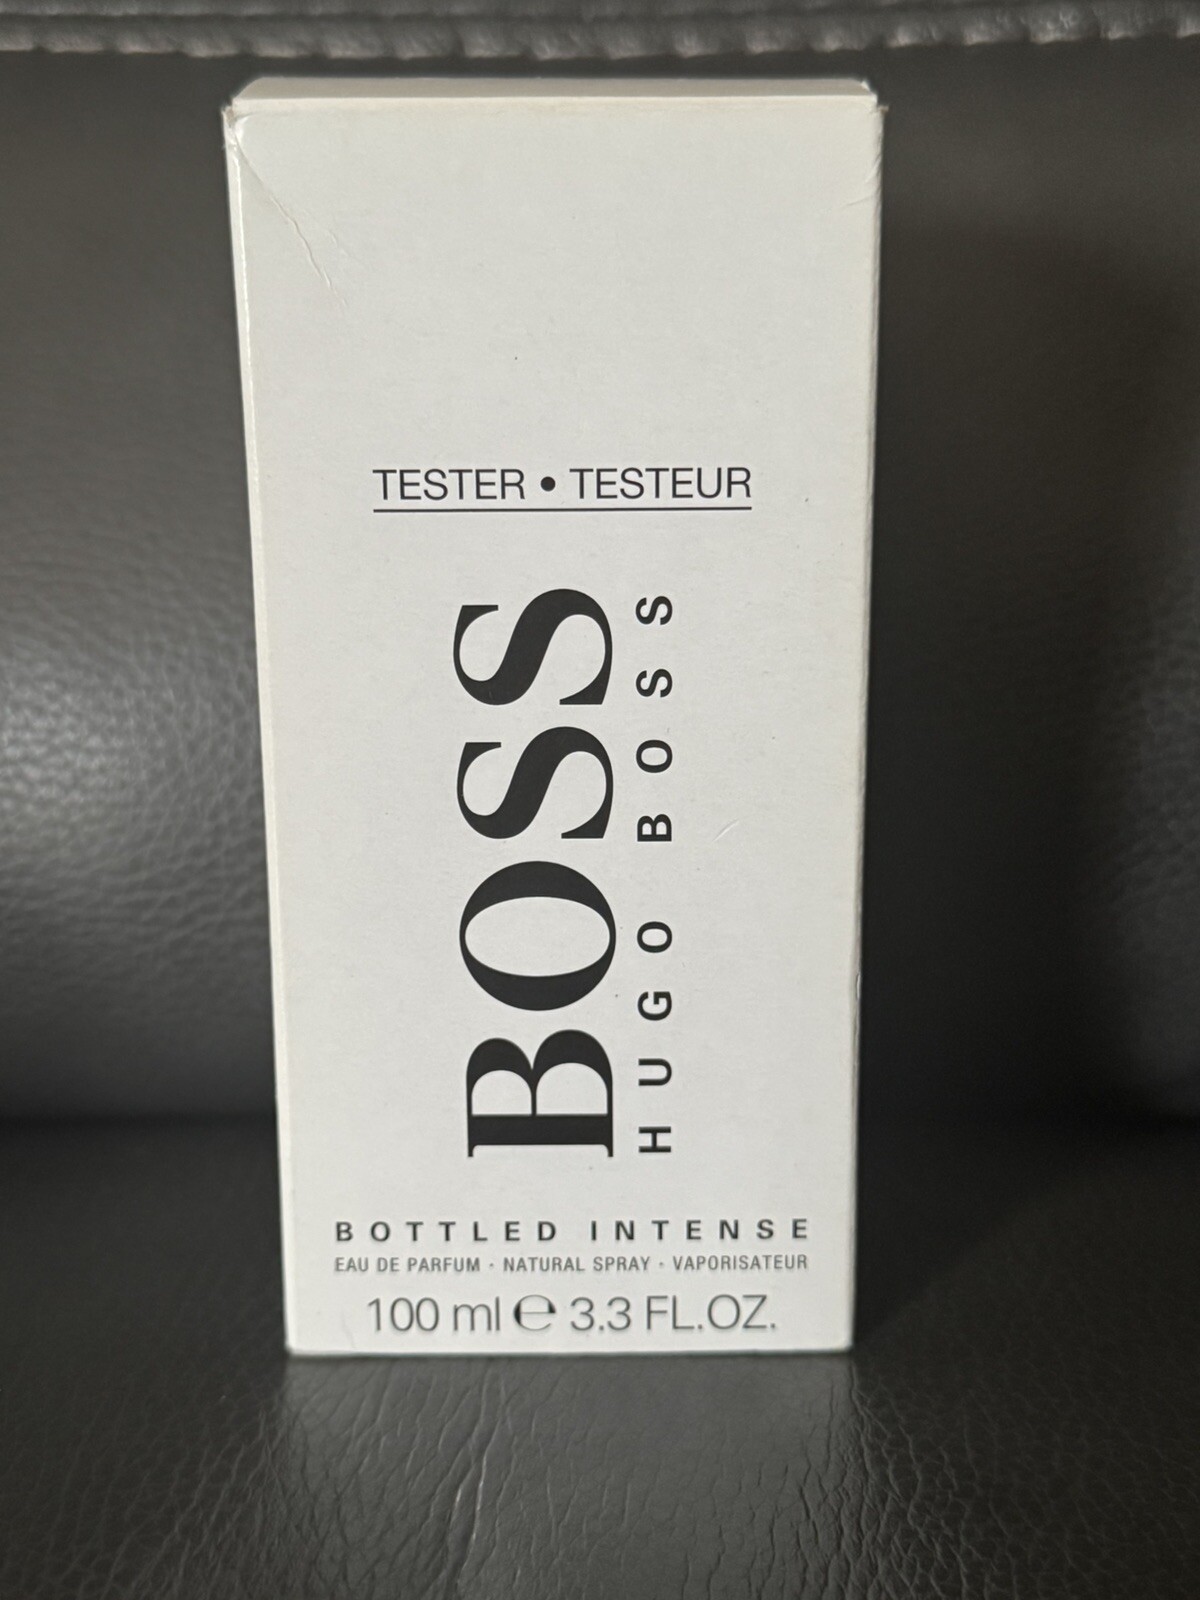 TESTER • TESTEUR
BOSS
HUGO BOSS
BOTTLED INTENSE
EAU DE PARFUM · NATURAL SPRAY · VAPORISATEUR
100 ml ℮ 3.3 FL.OZ.